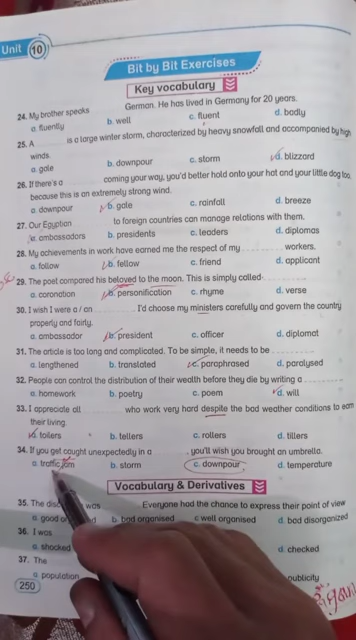 Unit 10
Bit by Bit Exercises
Key vocabulary
24. My brother speaks German. He has lived in Germany for 20 years.
a. fluently b. well c. fluent d. badly
25. A is a large winter storm, characterized by heavy snowfall and accompanied by high
winds.
a. gale b. downpour c. storm d. blizzard
26. If there's a coming your way, you'd better hold onto your hat and your little dog too,
because this is an extremely strong wind.
a. downpour b. gale c. rainfall d. breeze
27. Our Egyptian to foreign countries can manage relations with them.
a. ambassadors b. presidents c. leaders d. diplomas
28. My achievements in work have earned me the respect of my workers.
a. follow b. fellow c. friend d. applicant
29. The poet compared his beloved to the moon. This is simply called
a. coronation b. personification c. rhyme d. verse
30. I wish I were a / an . I'd choose my ministers carefully and govern the country
properly and fairly.
a. ambassador b. president c. officer d. diplomat
31. The article is too long and complicated. To be simple, it needs to be
a. lengthened b. translated c. paraphrased d. paralysed
32. People can control the distribution of their wealth before they die by writing a
a. homework b. poetry c. poem d. will
33. I appreciate all who work very hard despite the bad weather conditions to earn
their living.
a. toilers b. tellers c. rollers d. tillers
34. If you get caught unexpectedly in a , you'll wish you brought an umbrella.
a. traffic jam b. storm c. downpour d. temperature
Vocabulary & Derivatives
35. The was . Everyone had the chance to express their point of view
b. bad organised c. well organised d. bad disorganized
36. I was
a. shocked d. checked
37. The
a. population publicity
250